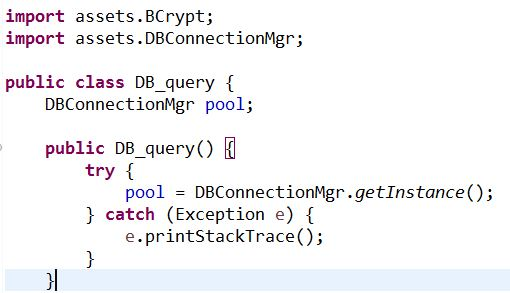 import assets.BCrypt;
import assets.DBConnectionMgr;

public class DB_query {
    DBConnectionMgr pool;

    public DB_query() {
        try {
            pool = DBConnectionMgr.getInstance();
        } catch (Exception e) {
            e.printStackTrace();
        }
    }